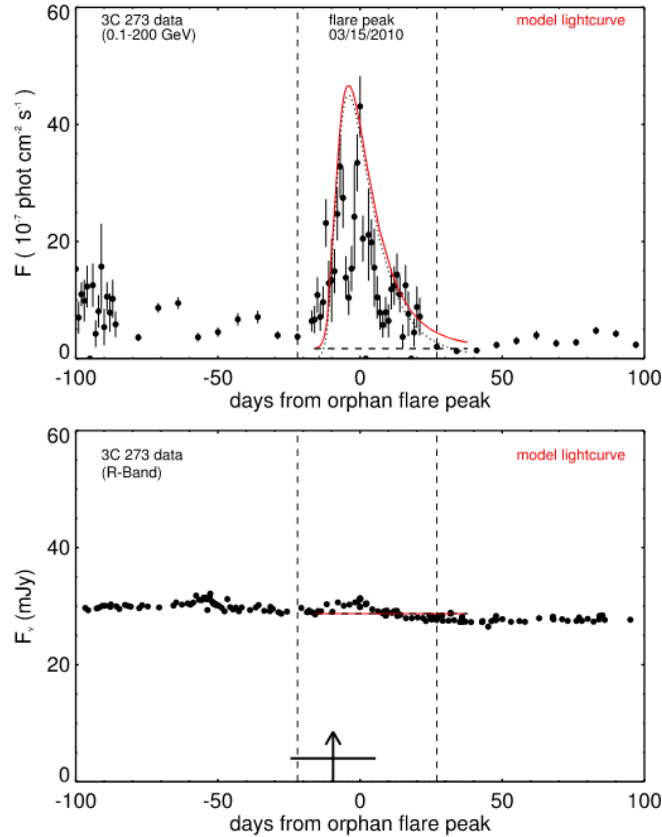 60
3C 273 data
(0.1-200 GeV)
flare peak
03/15/2010
model lightcurve
40
20
0
F ( 10⁻⁷ phot cm⁻² s⁻¹ )
-100
-50
0
50
100
days from orphan flare peak
60
3C 273 data
(R-Band)
model lightcurve
40
20
0
Fᵥ (mJy)
-100
-50
0
50
100
days from orphan flare peak